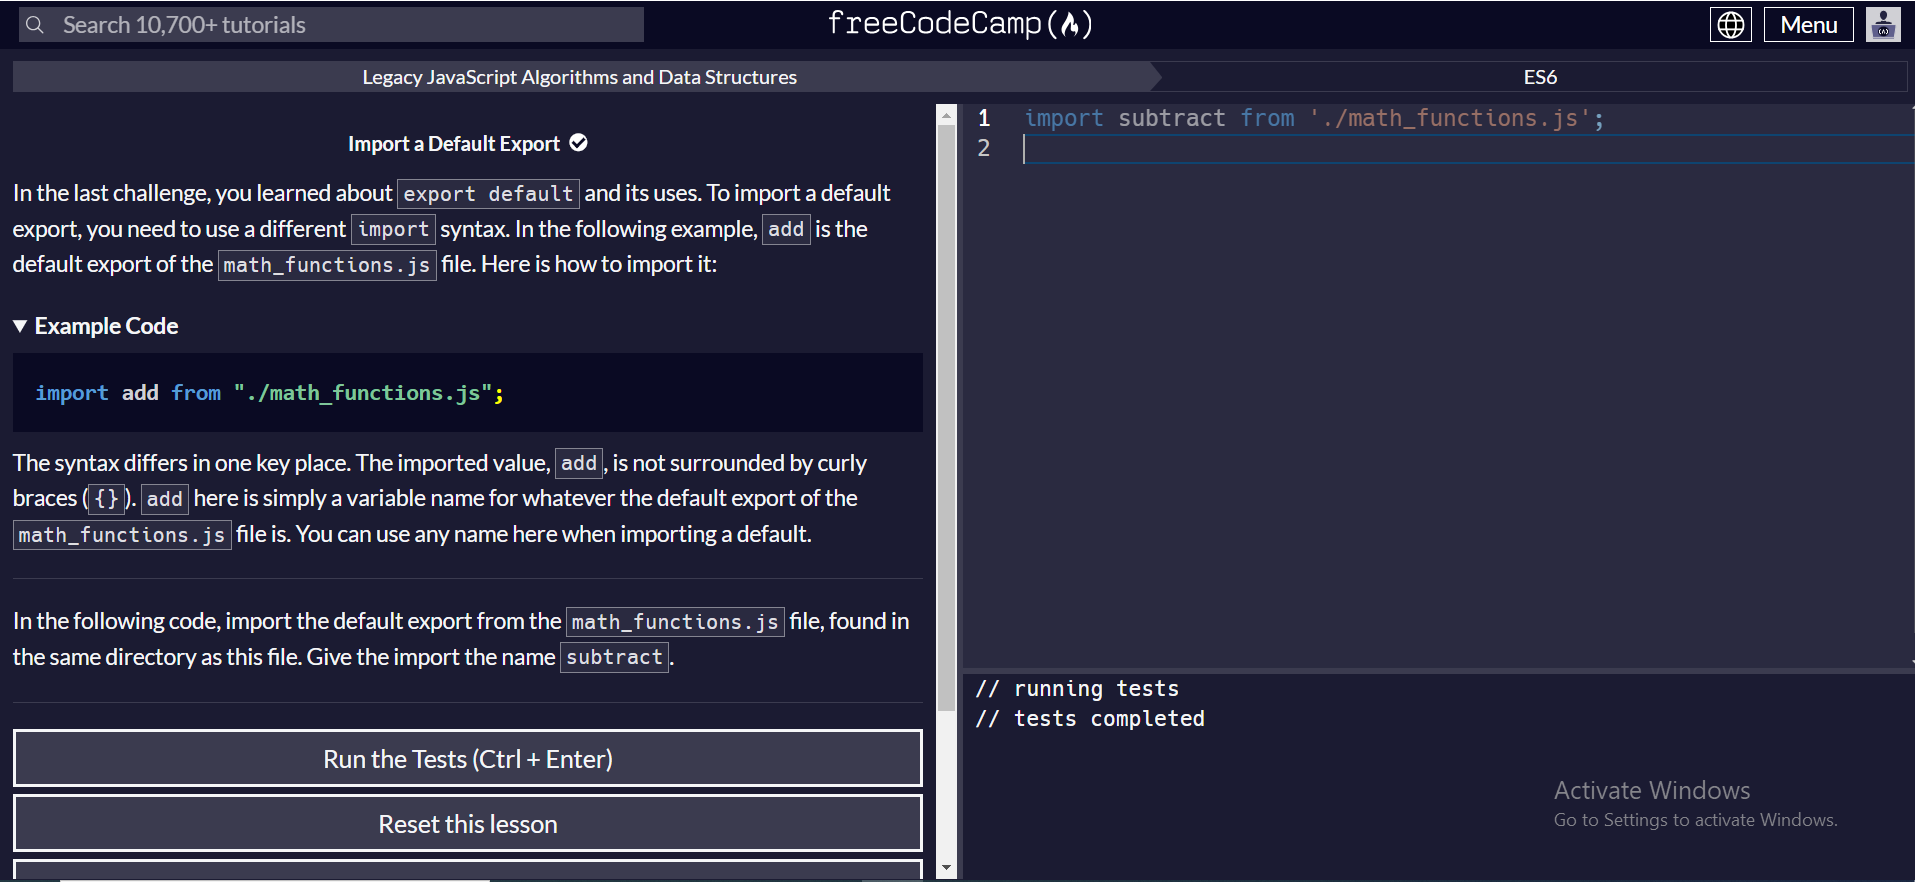 Search 10,700+ tutorials
freeCodeCamp(🔥)
Menu
Legacy JavaScript Algorithms and Data Structures
ES6
Import a Default Export
In the last challenge, you learned about export default and its uses. To import a default
export, you need to use a different import syntax. In the following example, add is the
default export of the math_functions.js file. Here is how to import it:
▼ Example Code
import add from "./math_functions.js";
The syntax differs in one key place. The imported value, add, is not surrounded by curly
braces ({}). add here is simply a variable name for whatever the default export of the
math_functions.js file is. You can use any name here when importing a default.
In the following code, import the default export from the math_functions.js file, found in
the same directory as this file. Give the import the name subtract.
Run the Tests (Ctrl + Enter)
Reset this lesson
1 import subtract from './math_functions.js';
2
// running tests
// tests completed
Activate Windows
Go to Settings to activate Windows.